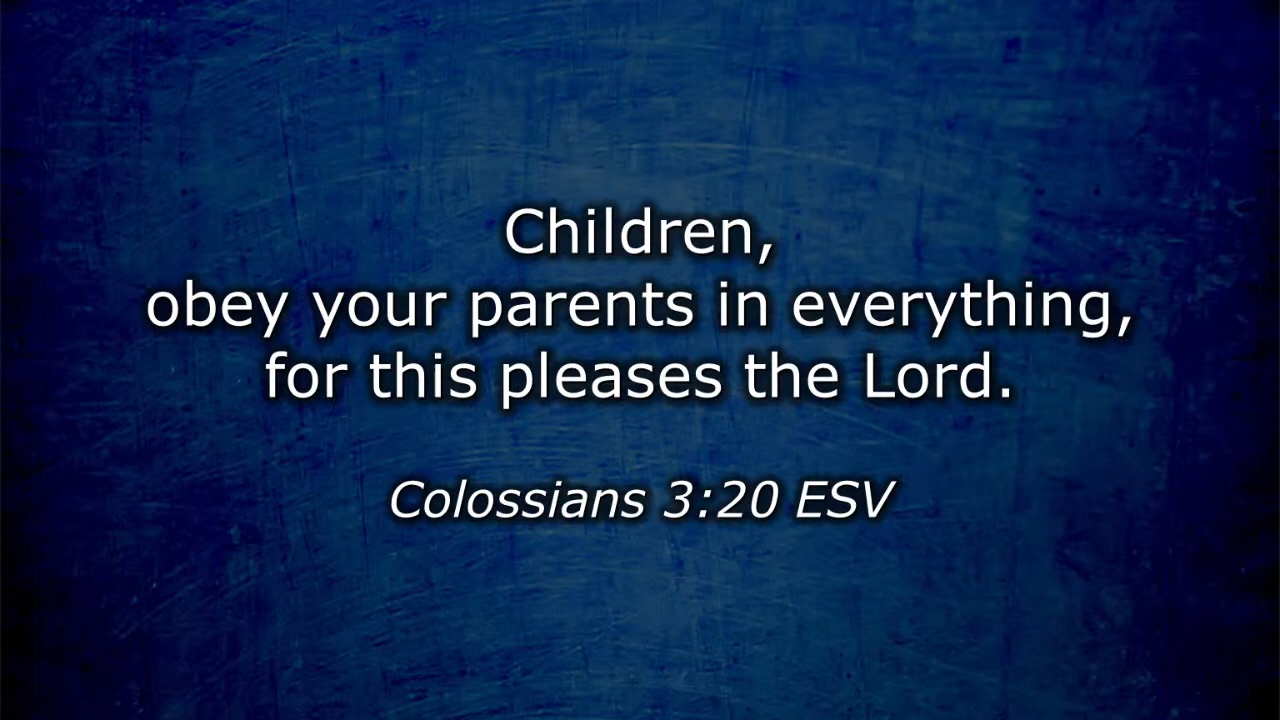 Children,
obey your parents in everything,
for this pleases the Lord.
Colossians 3:20 ESV